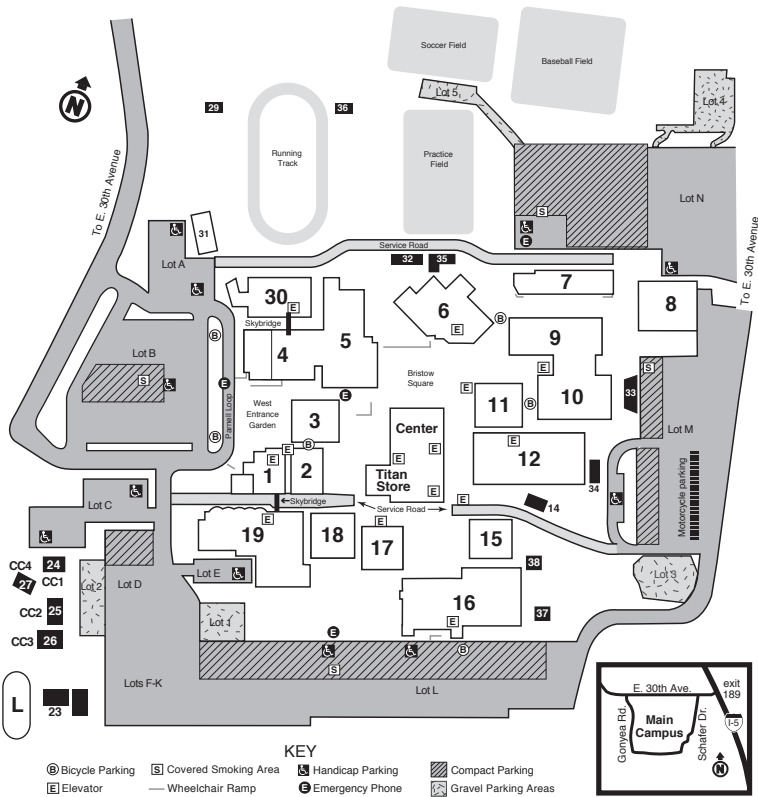 Soccer Field
Baseball Field
Lot 5
Lot 4
N
29
36
To E. 30th Avenue
Running
Track
Practice
Field
S
Lot N
E
31
Lot A
Service Road
32
35
To E. 30th Avenue
30
E
7
8
6
E
B
Skybridge
4
5
9
B
Lot B
S
E
Parnell Loop
Bristow
Square
E
S
33
West
Entrance
Garden
E
3
E
11
B
10
Center
E
E
Titan
Store
E
12
Lot M
Motorcycle parking
B
B
E
E
1
2
34
14
Lot C
Skybridge
Service Road
E
E
19
18
E
17
15
CC4
24
27
CC1
CC2
25
CC3
26
Lot 2
Lot D
Lot E
38
Lot 3
16
E
37
Lot 1
E
B
S
L
23
Lots F-K
Lot L
E. 30th Ave.
exit
189
Gonyea Rd.
Main
Campus
Schafer Dr.
I-5
N
KEY
B Bicycle Parking
S Covered Smoking Area
Handicap Parking
Compact Parking
E Elevator
Wheelchair Ramp
E Emergency Phone
Gravel Parking Areas